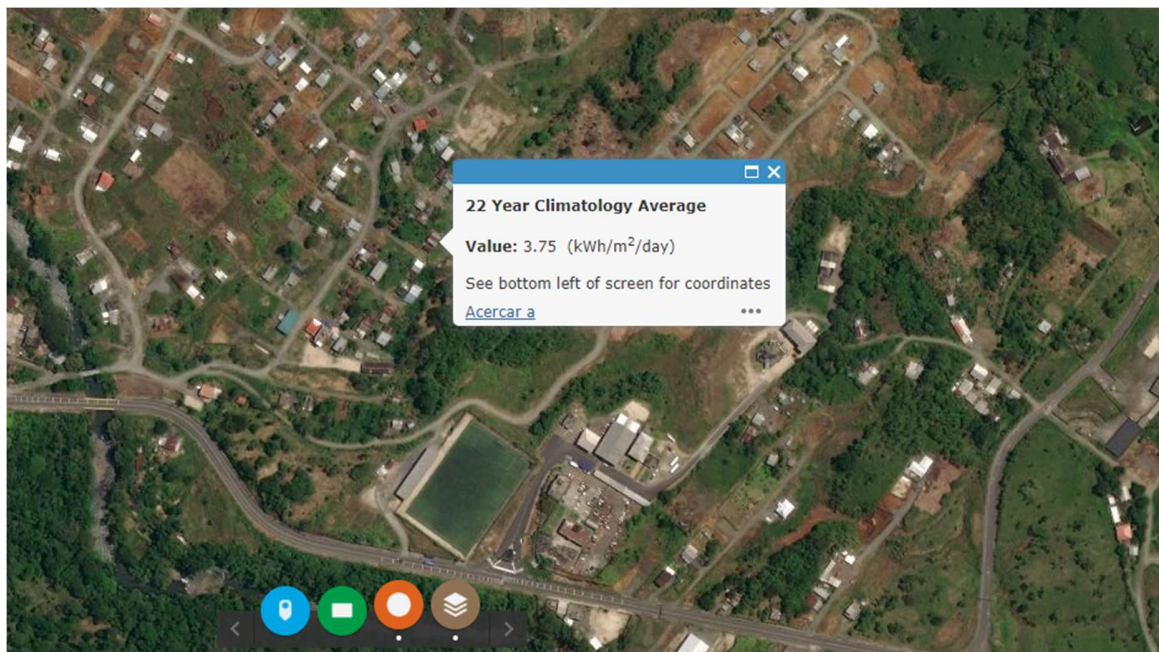 22 Year Climatology Average
Value: 3.75 (kWh/m²/day)
See bottom left of screen for coordinates
Acercar a